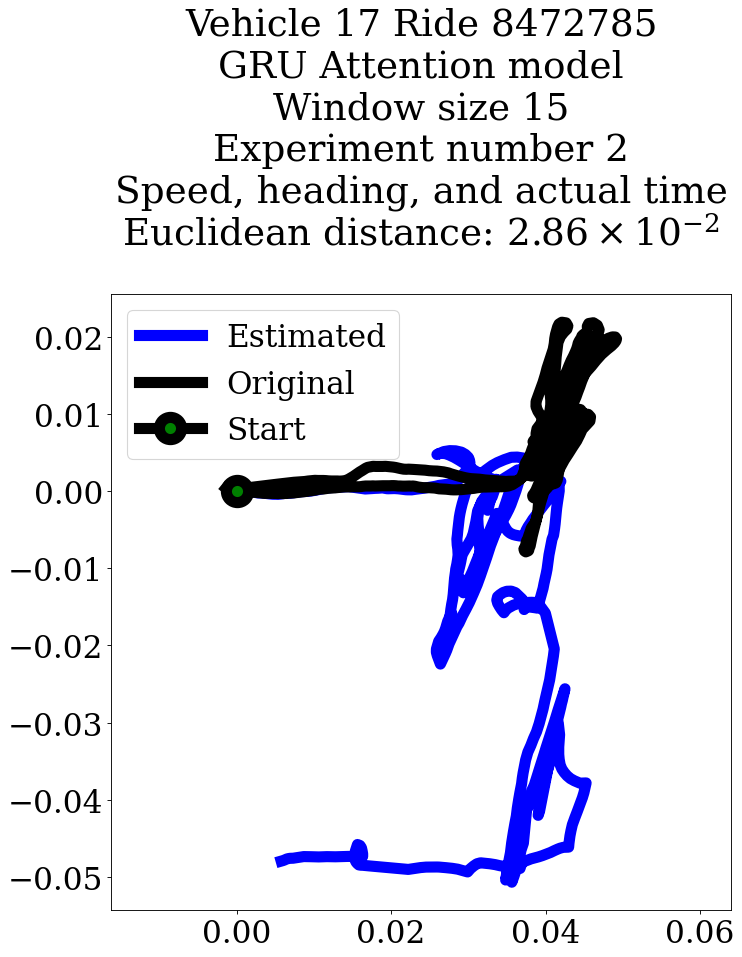 Vehicle 17 Ride 8472785
GRU Attention model
Window size 15
Experiment number 2
Speed, heading, and actual time
Euclidean distance: 2.86 × 10⁻²
Estimated
Original
Start
0.02
0.01
0.00
−0.01
−0.02
−0.03
−0.04
−0.05
0.00 0.02 0.04 0.06